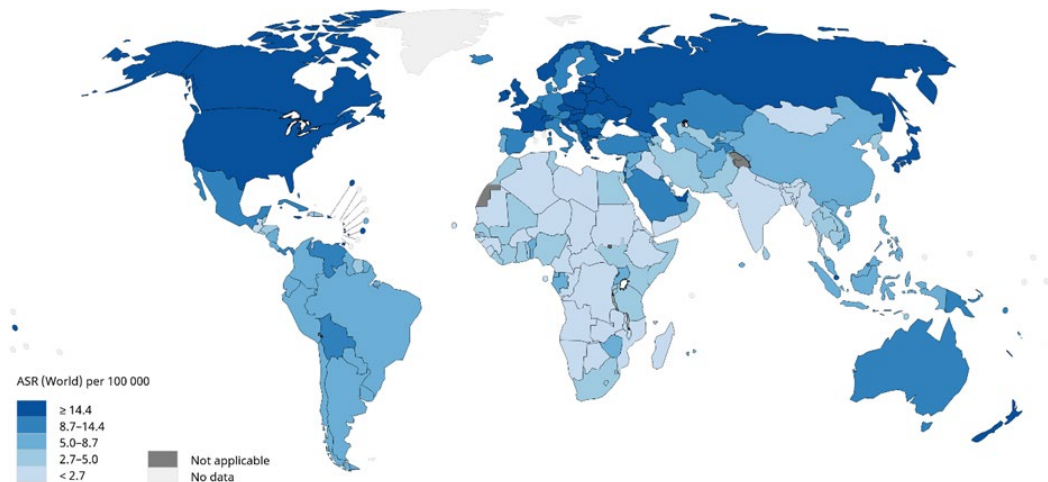 ASR (World) per 100 000
≥ 14.4
8.7–14.4
5.0–8.7
2.7–5.0
< 2.7
Not applicable
No data